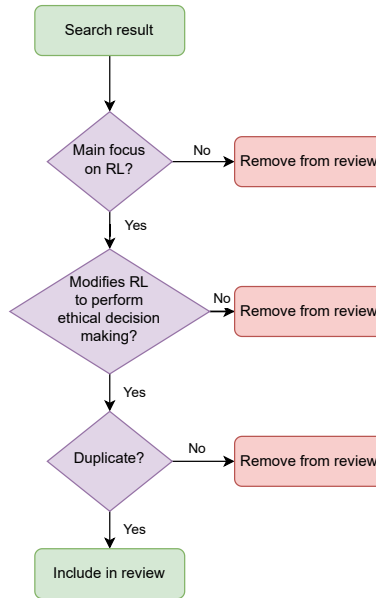 Search result
Main focus
on RL?
No
Remove from review
Yes
Modifies RL
to perform
ethical decision
making?
No
Remove from review
Yes
Duplicate?
No
Remove from review
Yes
Include in review